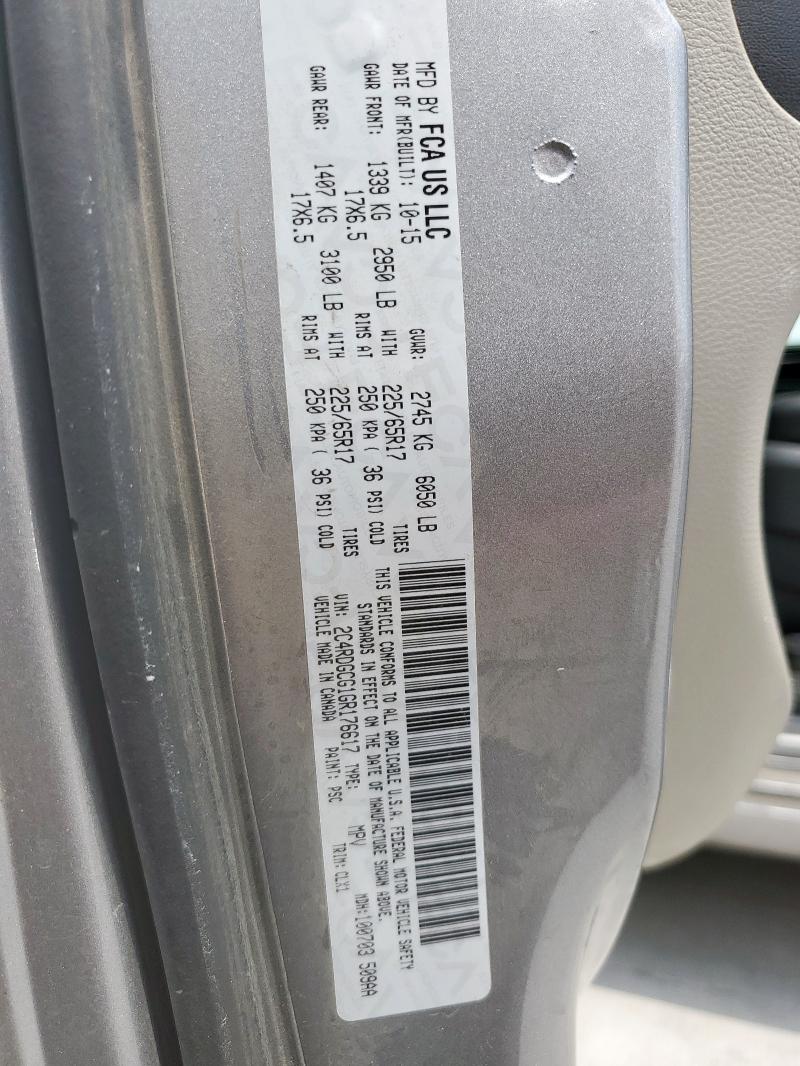 MFD BY FCA US LLC
DATE OF MFR(BUILT): 10-15 GVWR: 2745 KG 6050 LB
GAWR FRONT: 1339 KG 2950 LB WITH 225/65R17 TIRES
17X6.5 RIMS AT 250 KPA ( 36 PSI) COLD
GAWR REAR: 1407 KG 3100 LB WITH 225/65R17 TIRES
17X6.5 RIMS AT 250 KPA ( 36 PSI) COLD
THIS VEHICLE CONFORMS TO ALL APPLICABLE U.S.A. FEDERAL MOTOR VEHICLE SAFETY
STANDARDS IN EFFECT ON THE DATE OF MANUFACTURE SHOWN ABOVE.
VIN: 2C4RDGCG1GR176617 TYPE: MPV MDH:100703 509AA
VEHICLE MADE IN CANADA PAINT: PSC TRIM: CLX1